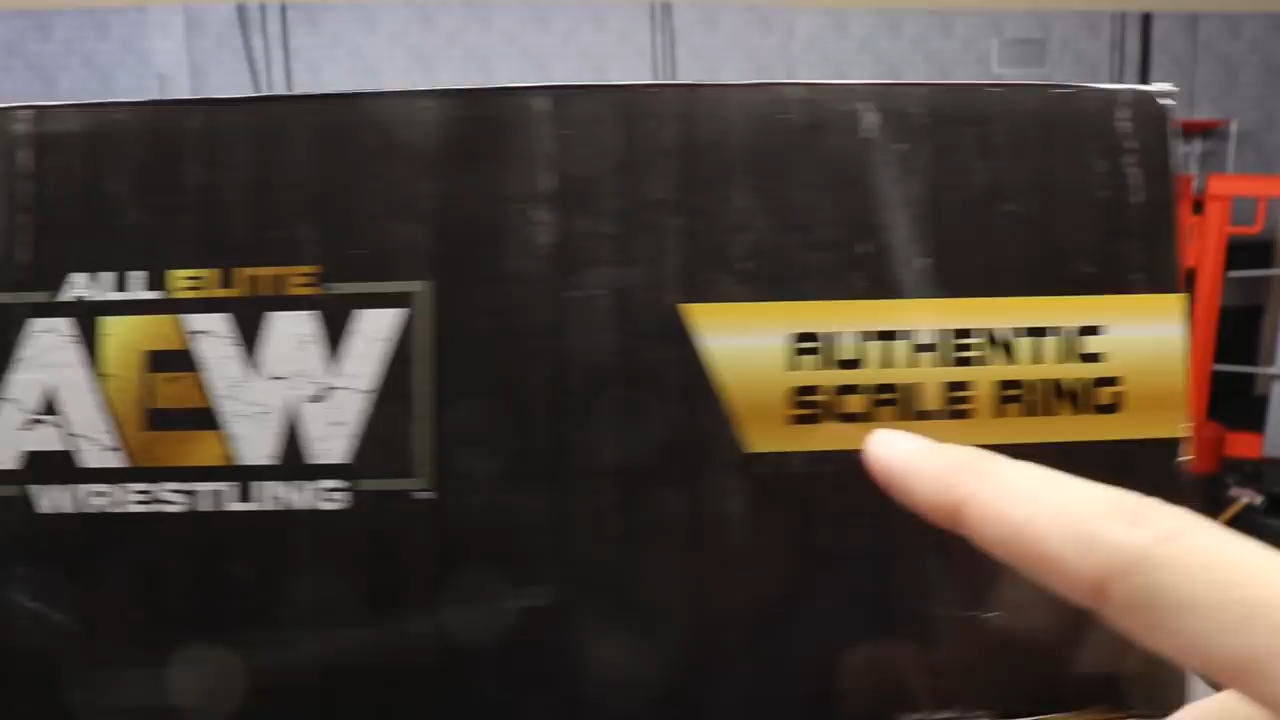 ALL ELITE
AEW
WRESTLING
AUTHENTIC
SCALE RING